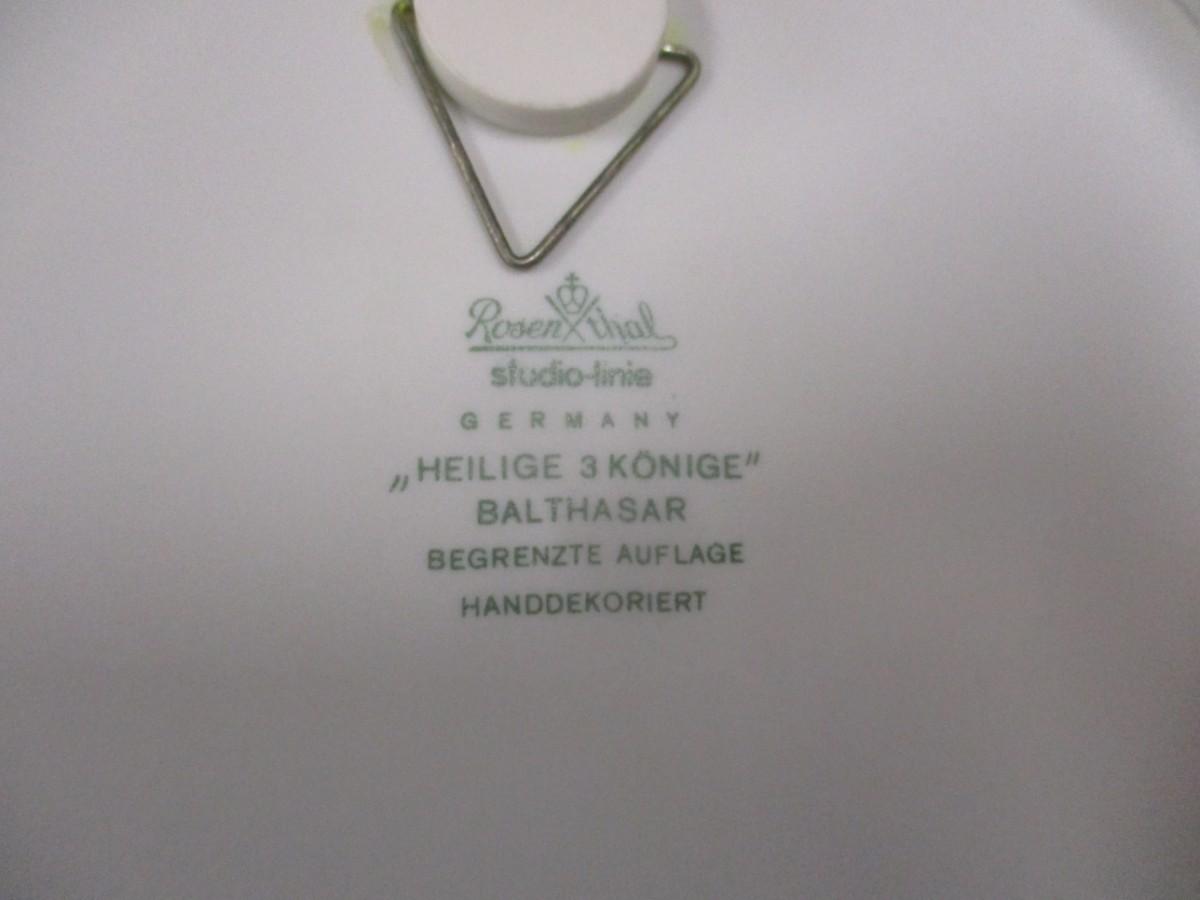 Rosenthal
studio-linie
GERMANY
„HEILIGE 3 KÖNIGE"
BALTHASAR
BEGRENZTE AUFLAGE
HANDDEKORIERT